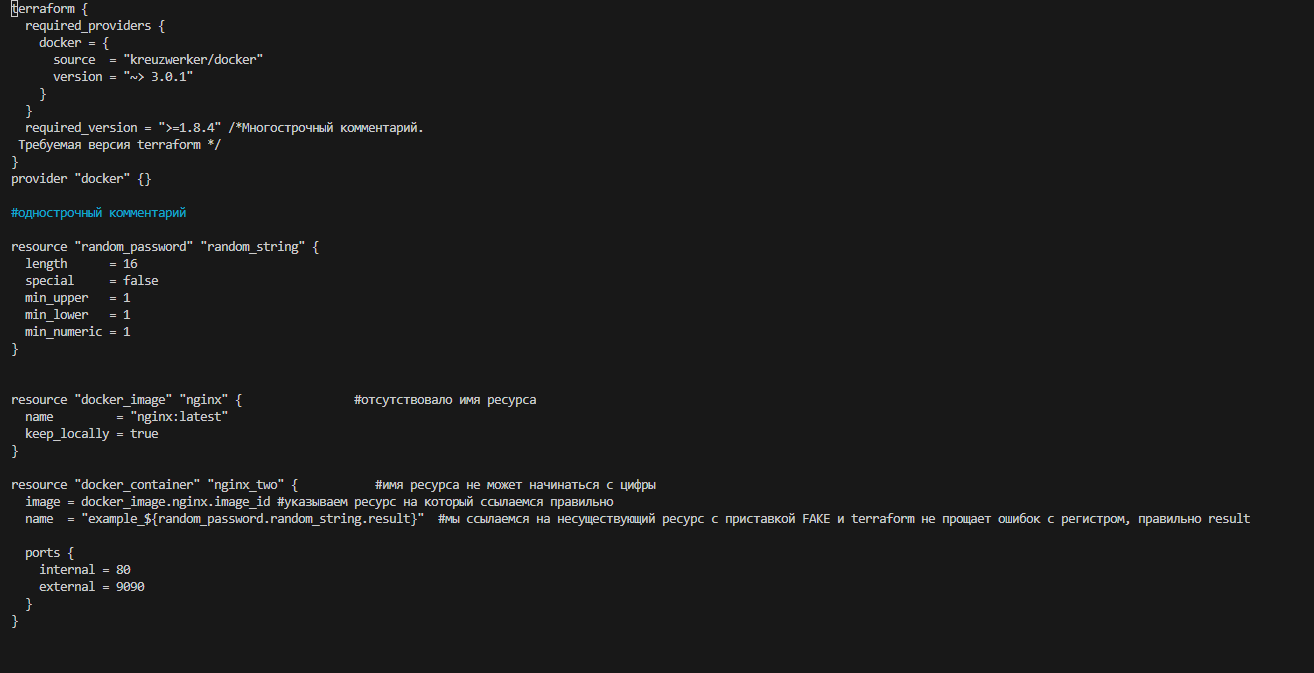 terraform {
  required_providers {
    docker = {
      source  = "kreuzwerker/docker"
      version = "~> 3.0.1"
    }
  }
  required_version = ">=1.8.4" /*Многострочный комментарий.
 Требуемая версия terraform */
}
provider "docker" {}

#однострочный комментарий

resource "random_password" "random_string" {
  length      = 16
  special     = false
  min_upper   = 1
  min_lower   = 1
  min_numeric = 1
}


resource "docker_image" "nginx" {                #отсутствовало имя ресурса
  name         = "nginx:latest"
  keep_locally = true
}

resource "docker_container" "nginx_two" {           #имя ресурса не может начинаться с цифры
  image = docker_image.nginx.image_id #указываем ресурс на который ссылаемся правильно
  name  = "example_${random_password.random_string.result}"  #мы ссылаемся на несуществующий ресурс с приставкой FAKE и terraform не прощает ошибок с регистром, правильно result

  ports {
    internal = 80
    external = 9090
  }
}